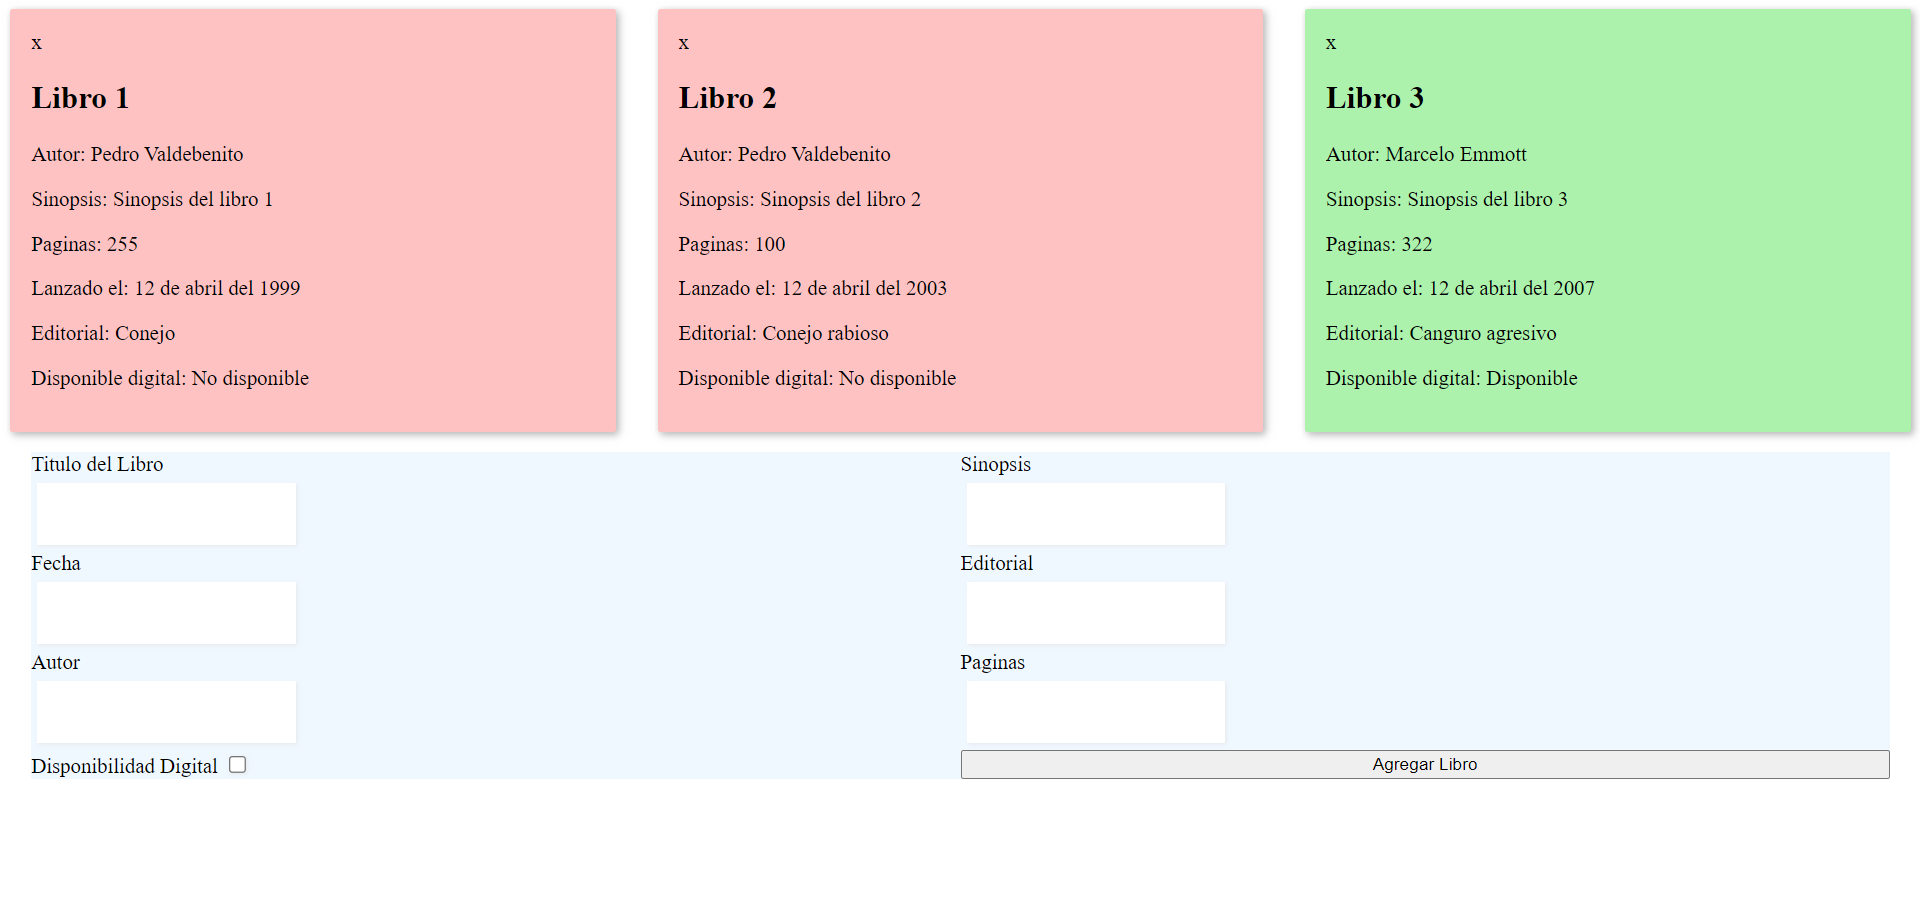 x
Libro 1
Autor: Pedro Valdebenito
Sinopsis: Sinopsis del libro 1
Paginas: 255
Lanzado el: 12 de abril del 1999
Editorial: Conejo
Disponible digital: No disponible
x
Libro 2
Autor: Pedro Valdebenito
Sinopsis: Sinopsis del libro 2
Paginas: 100
Lanzado el: 12 de abril del 2003
Editorial: Conejo rabioso
Disponible digital: No disponible
x
Libro 3
Autor: Marcelo Emmott
Sinopsis: Sinopsis del libro 3
Paginas: 322
Lanzado el: 12 de abril del 2007
Editorial: Canguro agresivo
Disponible digital: Disponible
Titulo del Libro
Sinopsis
Fecha
Editorial
Autor
Paginas
Disponibilidad Digital
Agregar Libro